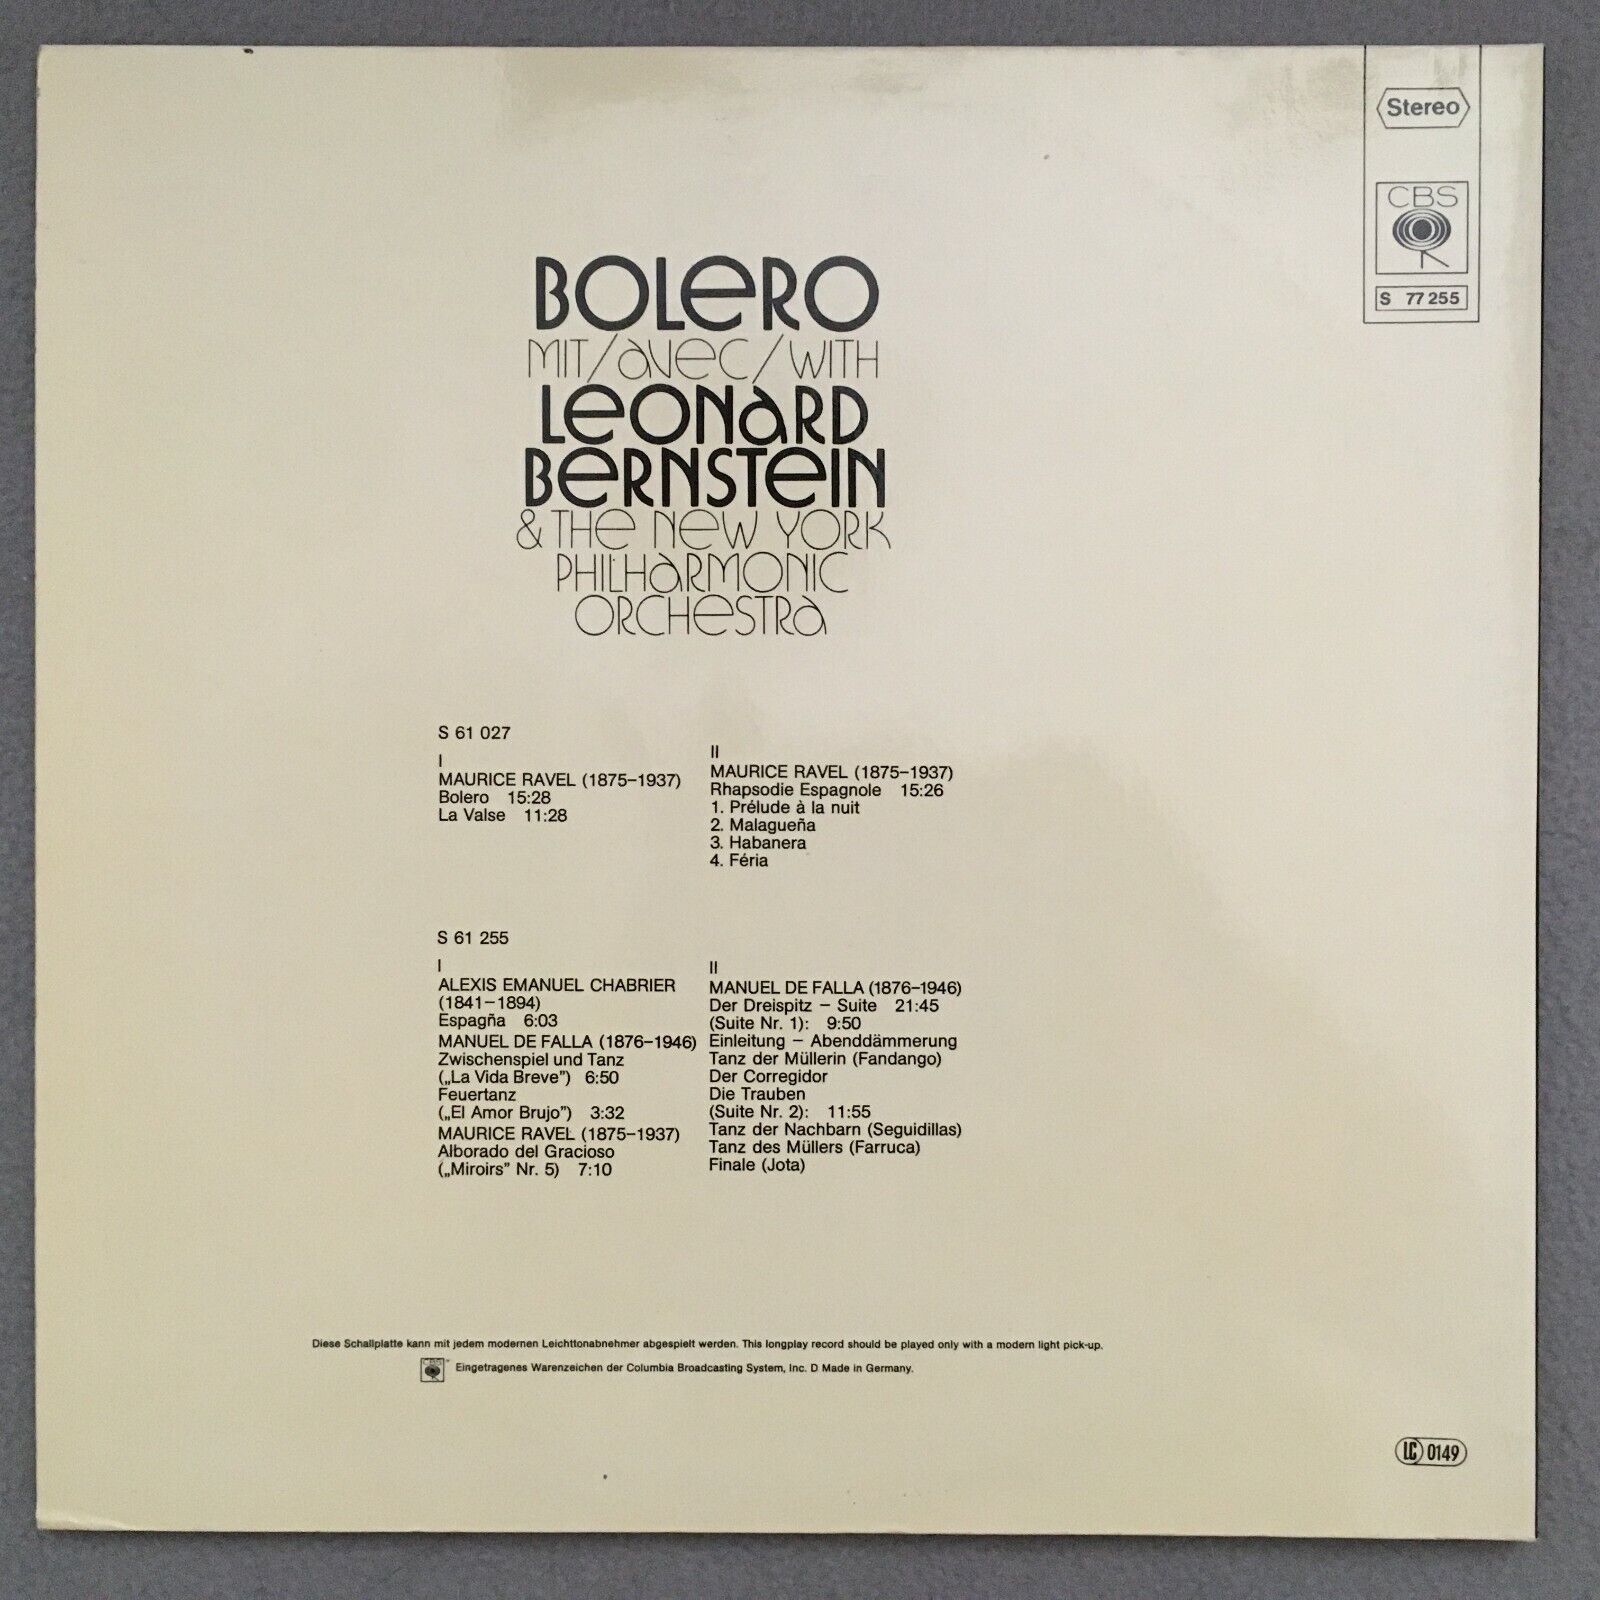 Stereo
CBS
S 77 255
BOLERO
MIT/AVEC/WITH
LEONARD
BERNSTEIN
& THE NEW YORK
PHILHARMONIC
ORCHESTRA
S 61 027
I
MAURICE RAVEL (1875–1937)
Bolero 15:28
La Valse 11:28
II
MAURICE RAVEL (1875–1937)
Rhapsodie Espagnole 15:26
1. Prélude à la nuit
2. Malagueña
3. Habanera
4. Féria
S 61 255
I
ALEXIS EMANUEL CHABRIER
(1841–1894)
Espagña 6:03
MANUEL DE FALLA (1876–1946)
Zwischenspiel und Tanz
(„La Vida Breve”) 6:50
Feuertanz
(„El Amor Brujo”) 3:32
MAURICE RAVEL (1875–1937)
Alborado del Gracioso
(„Miroirs” Nr. 5) 7:10
II
MANUEL DE FALLA (1876–1946)
Der Dreispitz – Suite 21:45
(Suite Nr. 1): 9:50
Einleitung – Abenddämmerung
Tanz der Müllerin (Fandango)
Der Corregidor
Die Trauben
(Suite Nr. 2): 11:55
Tanz der Nachbarn (Seguidillas)
Tanz des Müllers (Farruca)
Finale (Jota)
Diese Schallplatte kann mit jedem modernen Leichttonabnehmer abgespielt werden. This longplay record should be played only with a modern light pick-up.
CBS Eingetragenes Warenzeichen der Columbia Broadcasting System, Inc. D Made in Germany.
LC 0149